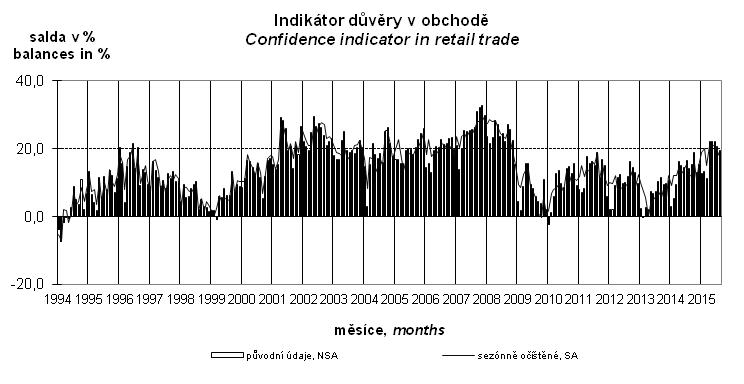 Indikátor důvěry v obchodě
Confidence indicator in retail trade
salda v %
balances in %
40,0
20,0
0,0
-20,0
1994 1995 1996 1997 1998 1999 2000 2001 2002 2003 2004 2005 2006 2007 2008 2009 2010 2011 2012 2013 2014 2015
měsíce, months
původní údaje, NSA
sezónně očištěné, SA